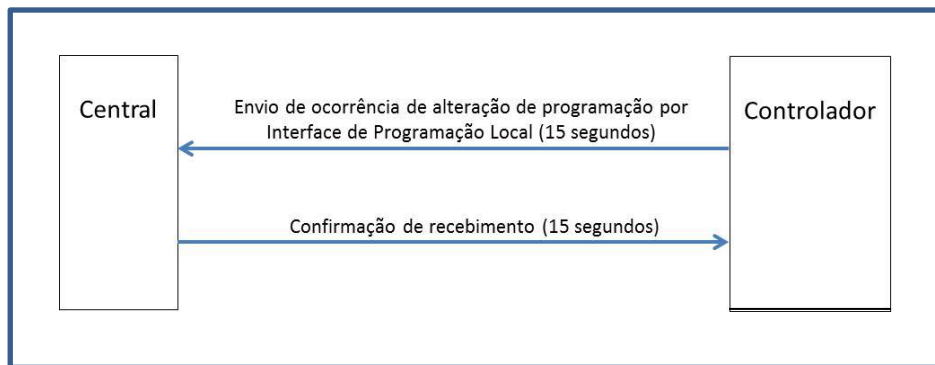 Central
Envio de ocorrência de alteração de programação por
Interface de Programação Local (15 segundos)
Controlador
Confirmação de recebimento (15 segundos)